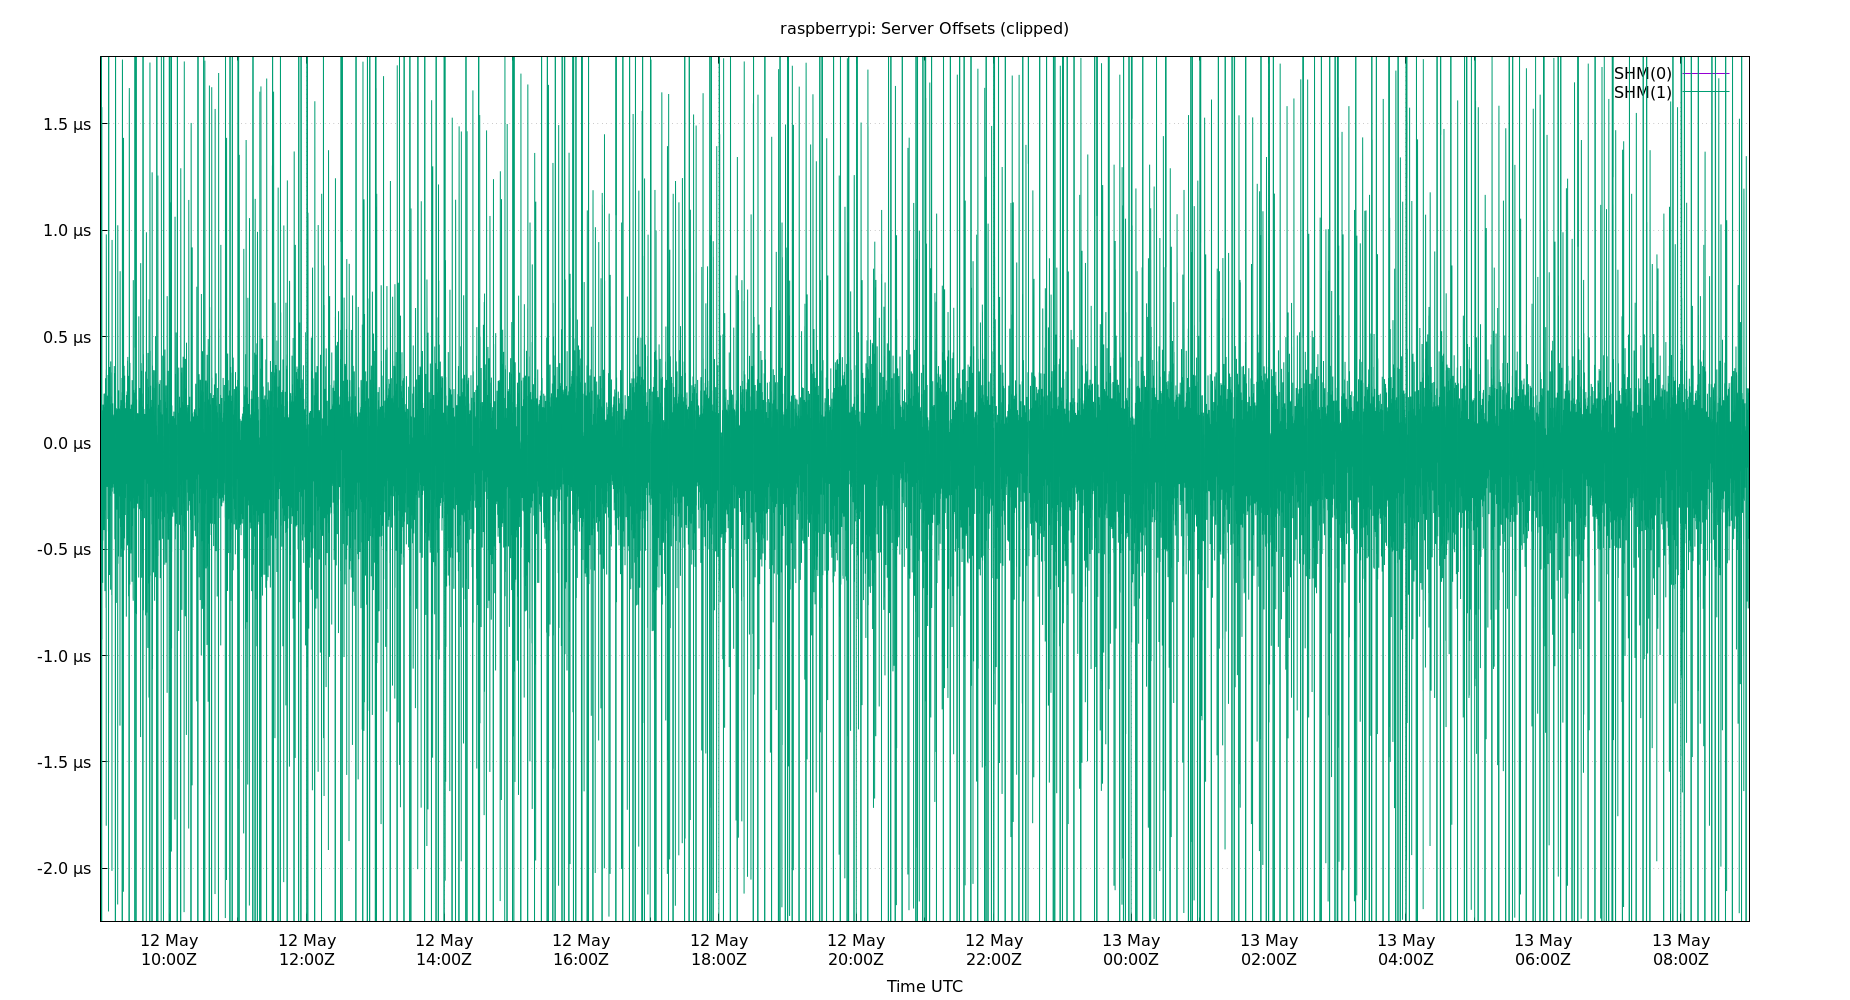 raspberrypi: Server Offsets (clipped)
SHM(0)
SHM(1)
1.5 µs
1.0 µs
0.5 µs
0.0 µs
-0.5 µs
-1.0 µs
-1.5 µs
-2.0 µs
12 May 12 May 12 May 12 May 12 May 12 May 12 May 13 May 13 May 13 May 13 May 13 May
10:00Z 12:00Z 14:00Z 16:00Z 18:00Z 20:00Z 22:00Z 00:00Z 02:00Z 04:00Z 06:00Z 08:00Z
Time UTC